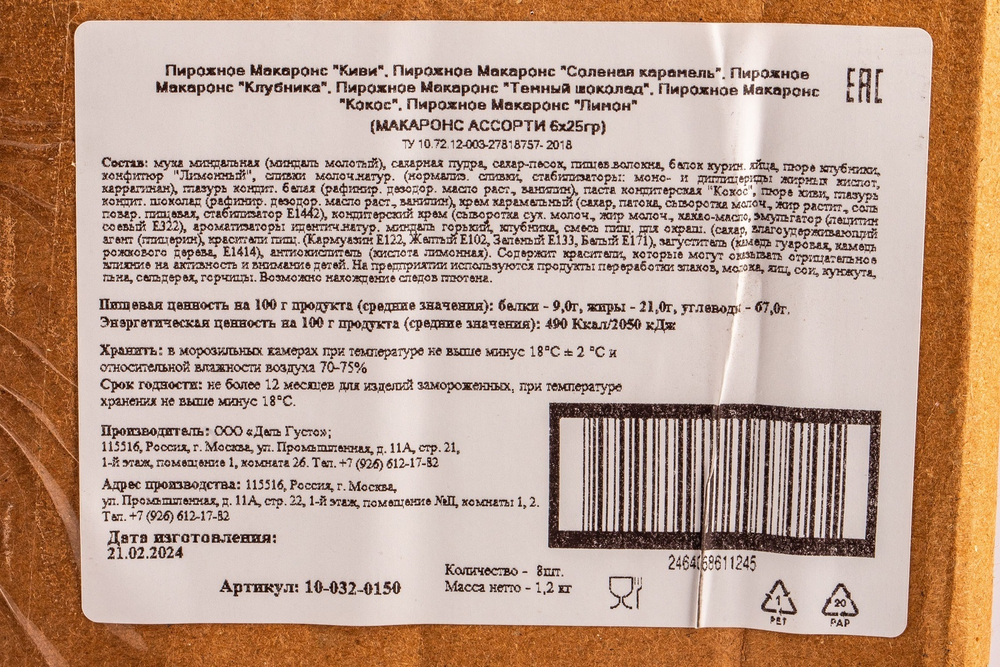 Пирожное Макаронс "Киви", Пирожное Макаронс "Соленая карамель", Пирожное
Макаронс "Клубника", Пирожное Макаронс "Темный шоколад", Пирожное Макаронс
"Кокос", Пирожное Макаронс "Лимон"
(МАКАРОНС АССОРТИ 6х25гр)
ТУ 10.72.12-003-27818757- 2018
EAC
Состав: мука миндальная (миндаль молотый), сахарная пудра, сахар-песок, пищев.волокна, белок курин. яйца, пюре клубники,
конфитюр "Лимонный", сливки молоч.натур. (нормализ. сливки, стабилизаторы: моно- и диглицериды жирных кислот,
каррагинан), глазурь кондит. белая (рафинир. дезодор. масло раст., ванилин), паста кондитерская "Кокос", пюре киви, глазурь
кондит. шоколад (рафинир. дезодор. масло раст., ванилин), крем карамельный (сахар, патока, сыворотка молоч., жир растит., соль
повар. пищевая, стабилизатор Е1442), кондитерский крем (сыворотка сух. молоч., жир молоч., какао-масло, эмульгатор (лецитин
соевый Е322), ароматизаторы идентич.натур. миндаль горький, клубника, смесь пищ. для окраш. (сахар, влагоудерживающий
агент (глицерин), красители пищ. (Кармуазин Е122, Желтый Е102, Зеленый Е133, Белый Е171), загуститель (камедь гуаровая, камедь
рожкового дерева, Е1414), антиокислитель (кислота лимонная). Содержит красители, которые могут оказывать отрицательное
влияние на активность и внимание детей. На предприятии используются продукты переработки злаков, молока, яиц, сои, кунжута,
льна, сельдерея, горчицы. Возможно нахождение следов глютена.
Пищевая ценность на 100 г продукта (средние значения): белки - 9,0г, жиры - 21,0г, углеводы - 67,0г.
Энергетическая ценность на 100 г продукта (средние значения): 490 Ккал/2050 кДж
Хранить: в морозильных камерах при температуре не выше минус 18°С ± 2 °С и
относительной влажности воздуха 70-75%
Срок годности: не более 12 месяцев для изделий замороженных, при температуре
хранения не выше минус 18°С.
Производитель: ООО «Дель Густо»;
115516, Россия, г. Москва, ул. Промышленная, д. 11А, стр. 21,
1-й этаж, помещение 1, комната 26. Тел. +7 (926) 612-17-82
Адрес производства: 115516, Россия, г. Москва,
ул. Промышленная, д. 11А, стр. 22, 1-й этаж, помещение №II, комнаты 1, 2.
Тел. +7 (926) 612-17-82
Дата изготовления:
21.02.2024
Артикул: 10-032-0150
Количество - 8шт.
Масса нетто - 1,2 кг
1
PET
20
PAP